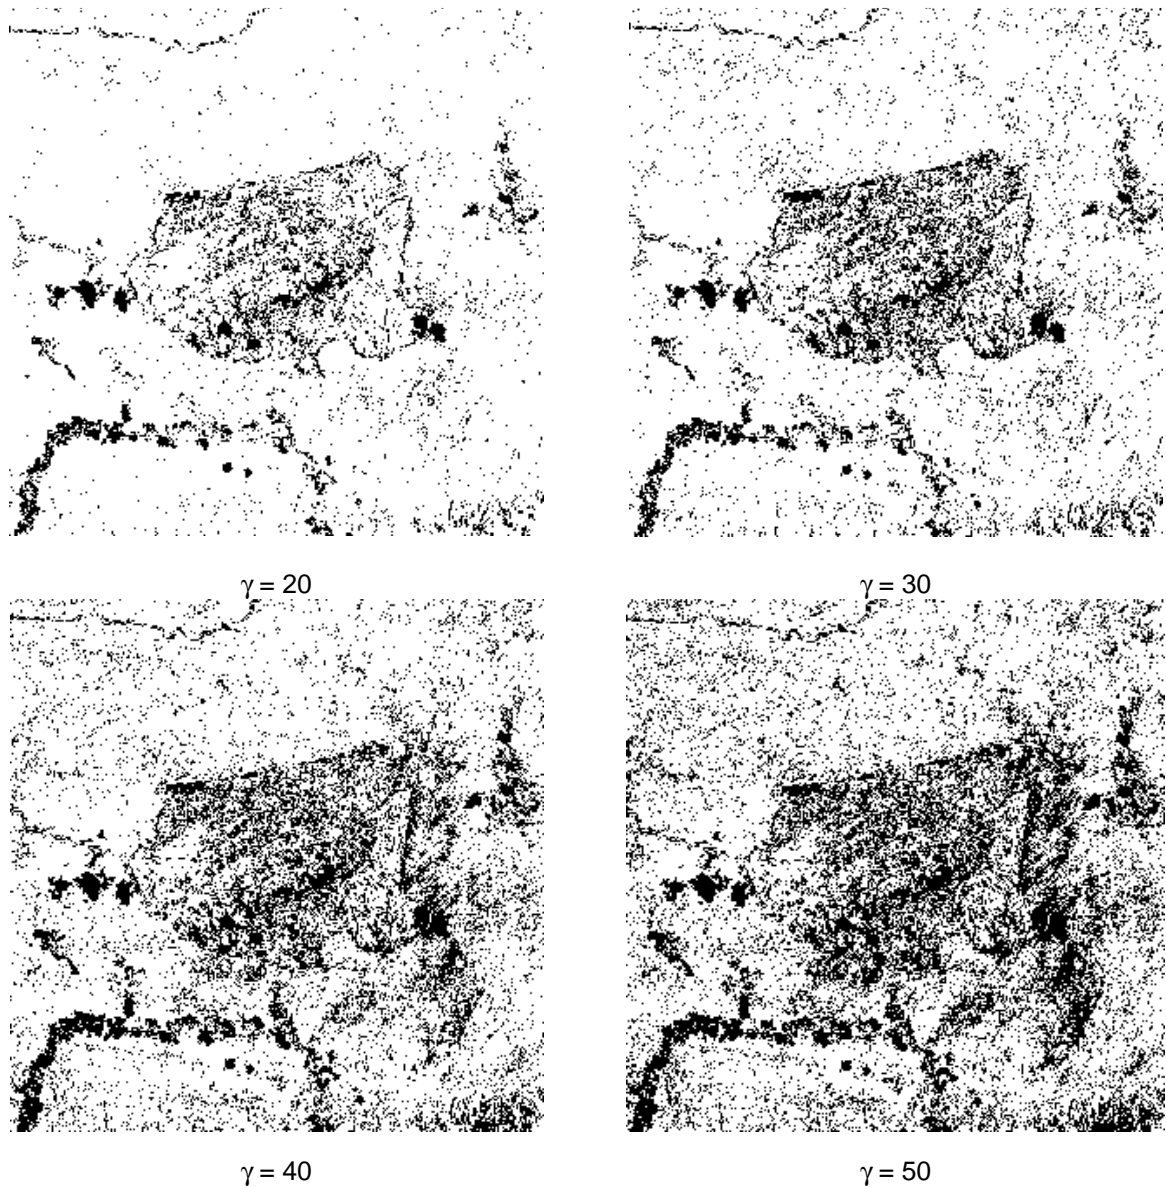 γ = 20
γ = 30
γ = 40
γ = 50